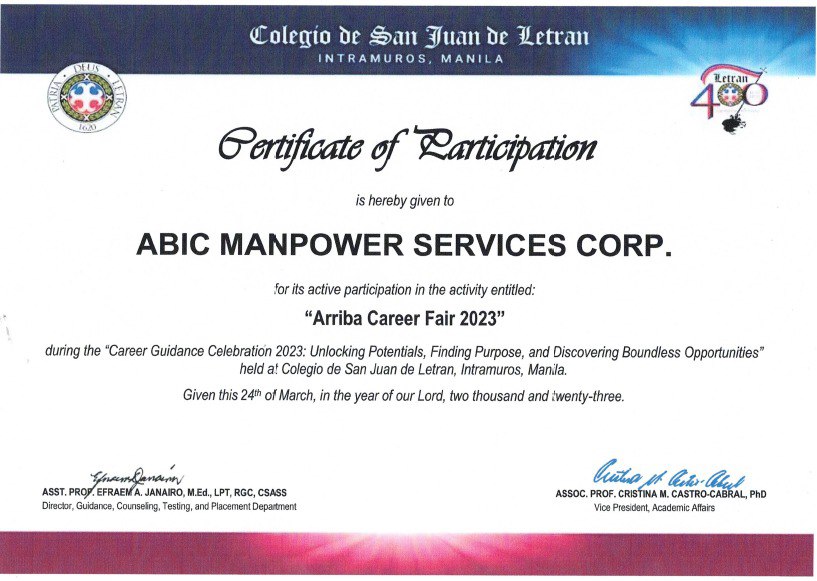 Colegio de San Juan de Letran
INTRAMUROS, MANILA
DEUS PATRIA LETRAN
1620
Letran
400
Certificate of Participation
is hereby given to
ABIC MANPOWER SERVICES CORP.
for its active participation in the activity entitled:
“Arriba Career Fair 2023”
during the “Career Guidance Celebration 2023: Unlocking Potentials, Finding Purpose, and Discovering Boundless Opportunities”
held at Colegio de San Juan de Letran, Intramuros, Manila.
Given this 24th of March, in the year of our Lord, two thousand and twenty-three.
ASST. PROF. EFRAEM A. JANAIRO, M.Ed., LPT, RGC, CSASS
Director, Guidance, Counseling, Testing, and Placement Department
ASSOC. PROF. CRISTINA M. CASTRO-CABRAL, PhD
Vice President, Academic Affairs